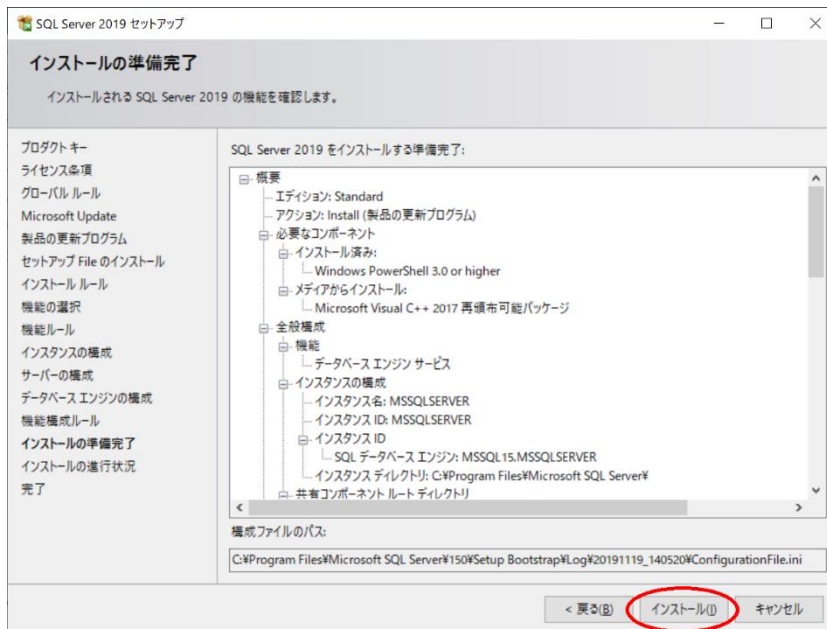 SQL Server 2019 セットアップ
インストールの準備完了
インストールされる SQL Server 2019 の機能を確認します。
プロダクト キー
ライセンス条項
グローバル ルール
Microsoft Update
製品の更新プログラム
セットアップ File のインストール
インストール ルール
機能の選択
機能ルール
インスタンスの構成
サーバーの構成
データベース エンジンの構成
機能構成ルール
インストールの準備完了
インストールの進行状況
完了
SQL Server 2019 をインストールする準備完了:
概要
エディション: Standard
アクション: Install (製品の更新プログラム)
必要なコンポーネント
インストール済み:
Windows PowerShell 3.0 or higher
メディアからインストール:
Microsoft Visual C++ 2017 再頒布可能パッケージ
全般構成
機能
データベース エンジン サービス
インスタンスの構成
インスタンス名: MSSQLSERVER
インスタンス ID: MSSQLSERVER
インスタンス ID
SQL データベース エンジン: MSSQL15.MSSQLSERVER
インスタンス ディレクトリ: C:¥Program Files¥Microsoft SQL Server¥
共有コンポーネント ルート ディレクトリ
構成ファイルのパス:
C:¥Program Files¥Microsoft SQL Server¥150¥Setup Bootstrap¥Log¥20191119_140520¥ConfigurationFile.ini
< 戻る(B) インストール(I) キャンセル